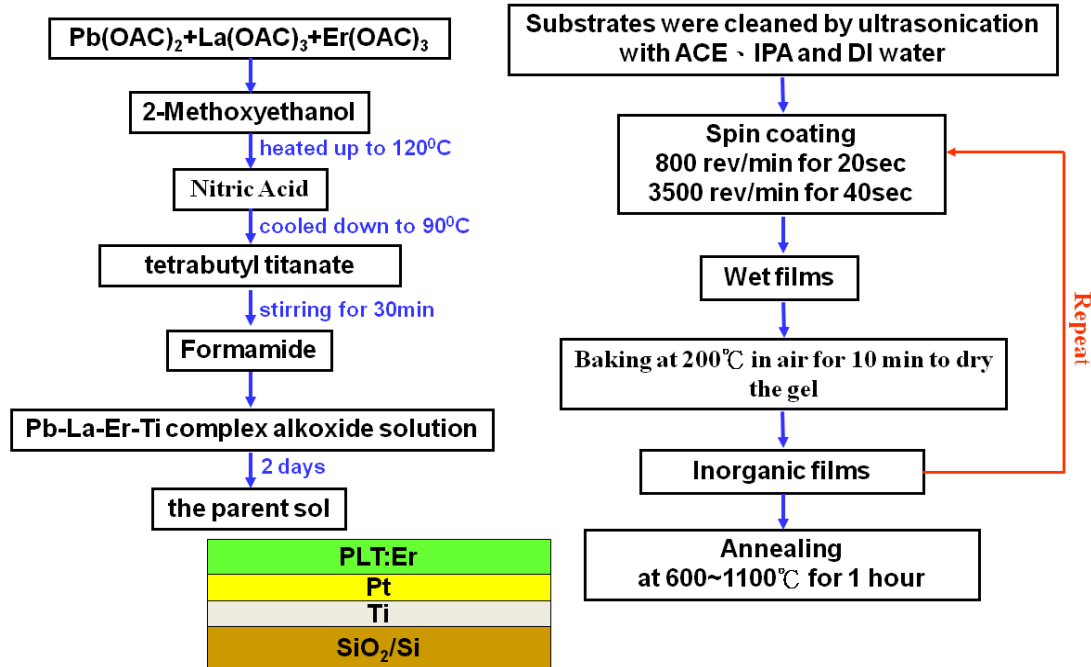 Pb(OAC)₂+La(OAC)₃+Er(OAC)₃
2-Methoxyethanol
heated up to 120⁰C
Nitric Acid
cooled down to 90⁰C
tetrabutyl titanate
stirring for 30min
Formamide
Pb-La-Er-Ti complex alkoxide solution
2 days
the parent sol
PLT:Er
Pt
Ti
SiO₂/Si
Substrates were cleaned by ultrasonication
with ACE、IPA and DI water
Spin coating
800 rev/min for 20sec
3500 rev/min for 40sec
Wet films
Baking at 200℃ in air for 10 min to dry
the gel
Inorganic films
Repeat
Annealing
at 600~1100℃ for 1 hour